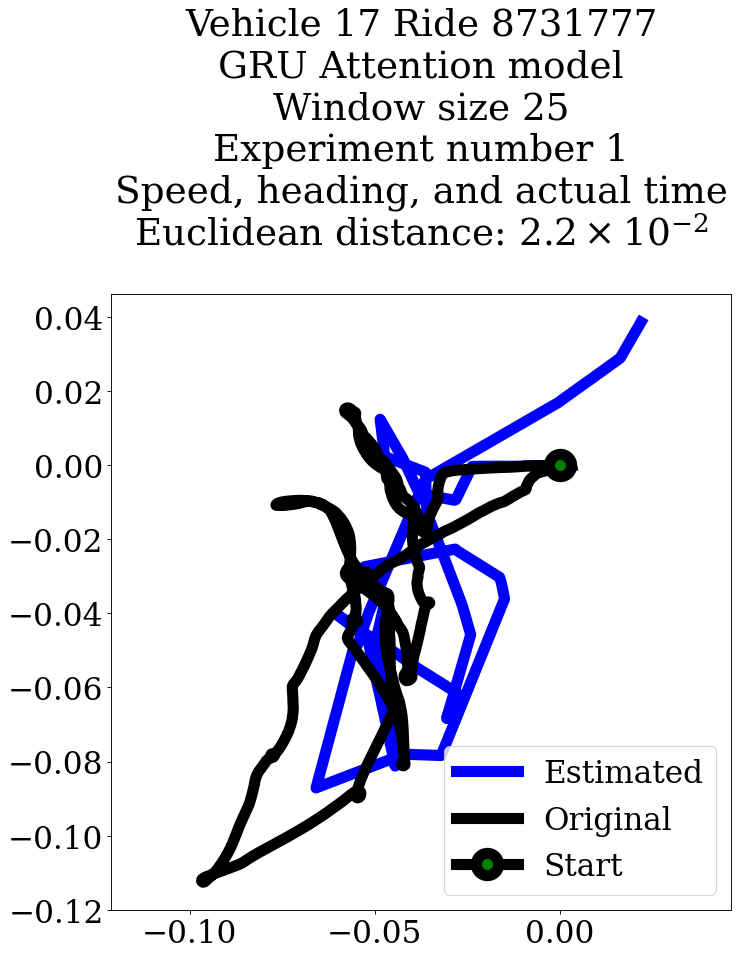 Vehicle 17 Ride 8731777
GRU Attention model
Window size 25
Experiment number 1
Speed, heading, and actual time
Euclidean distance: 2.2 × 10⁻²
0.04
0.02
0.00
−0.02
−0.04
−0.06
−0.08
−0.10
−0.12
Estimated
Original
Start
−0.10
−0.05
0.00